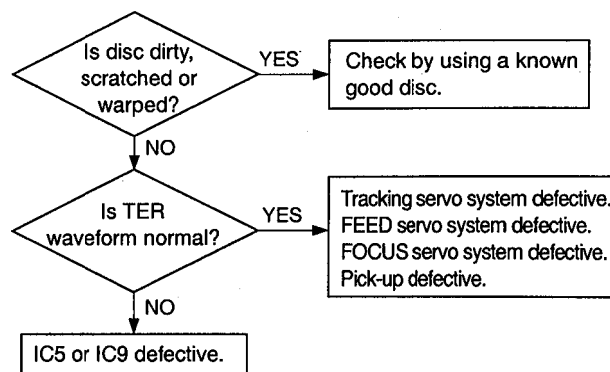 Is disc dirty,
scratched or
warped?
YES
Check by using a known
good disc.
NO
Is TER
waveform normal?
YES
Tracking servo system defective.
FEED servo system defective.
FOCUS servo system defective.
Pick-up defective.
NO
IC5 or IC9 defective.